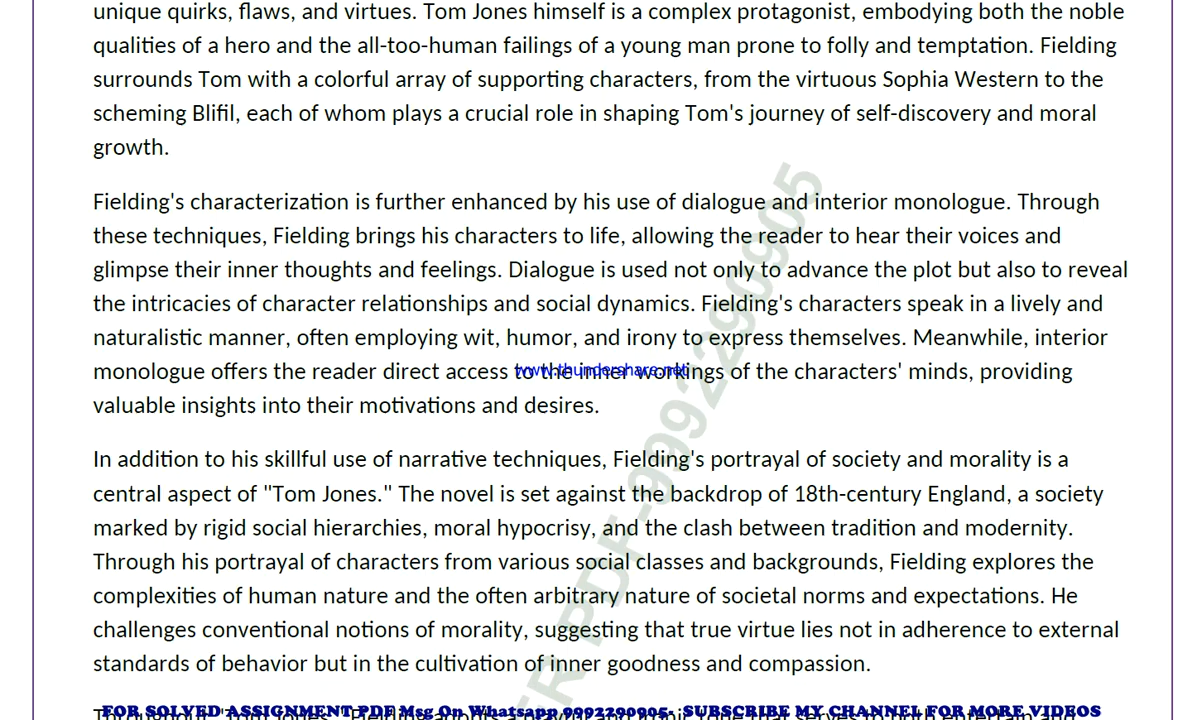 unique quirks, flaws, and virtues. Tom Jones himself is a complex protagonist, embodying both the noble
qualities of a hero and the all-too-human failings of a young man prone to folly and temptation. Fielding
surrounds Tom with a colorful array of supporting characters, from the virtuous Sophia Western to the
scheming Blifil, each of whom plays a crucial role in shaping Tom's journey of self-discovery and moral
growth.
Fielding's characterization is further enhanced by his use of dialogue and interior monologue. Through
these techniques, Fielding brings his characters to life, allowing the reader to hear their voices and
glimpse their inner thoughts and feelings. Dialogue is used not only to advance the plot but also to reveal
the intricacies of character relationships and social dynamics. Fielding's characters speak in a lively and
naturalistic manner, often employing wit, humor, and irony to express themselves. Meanwhile, interior
monologue offers the reader direct access to the inner workings of the characters' minds, providing
www.thundershare.net
valuable insights into their motivations and desires.
In addition to his skillful use of narrative techniques, Fielding's portrayal of society and morality is a
central aspect of "Tom Jones." The novel is set against the backdrop of 18th-century England, a society
marked by rigid social hierarchies, moral hypocrisy, and the clash between tradition and modernity.
Through his portrayal of characters from various social classes and backgrounds, Fielding explores the
complexities of human nature and the often arbitrary nature of societal norms and expectations. He
challenges conventional notions of morality, suggesting that true virtue lies not in adherence to external
standards of behavior but in the cultivation of inner goodness and compassion.
FOR SOLVED ASSIGNMENT PDF Msg On Whatsapp 9992290905- SUBSCRIBE MY CHANNEL FOR MORE VIDEOS
ER PDF-9992290905